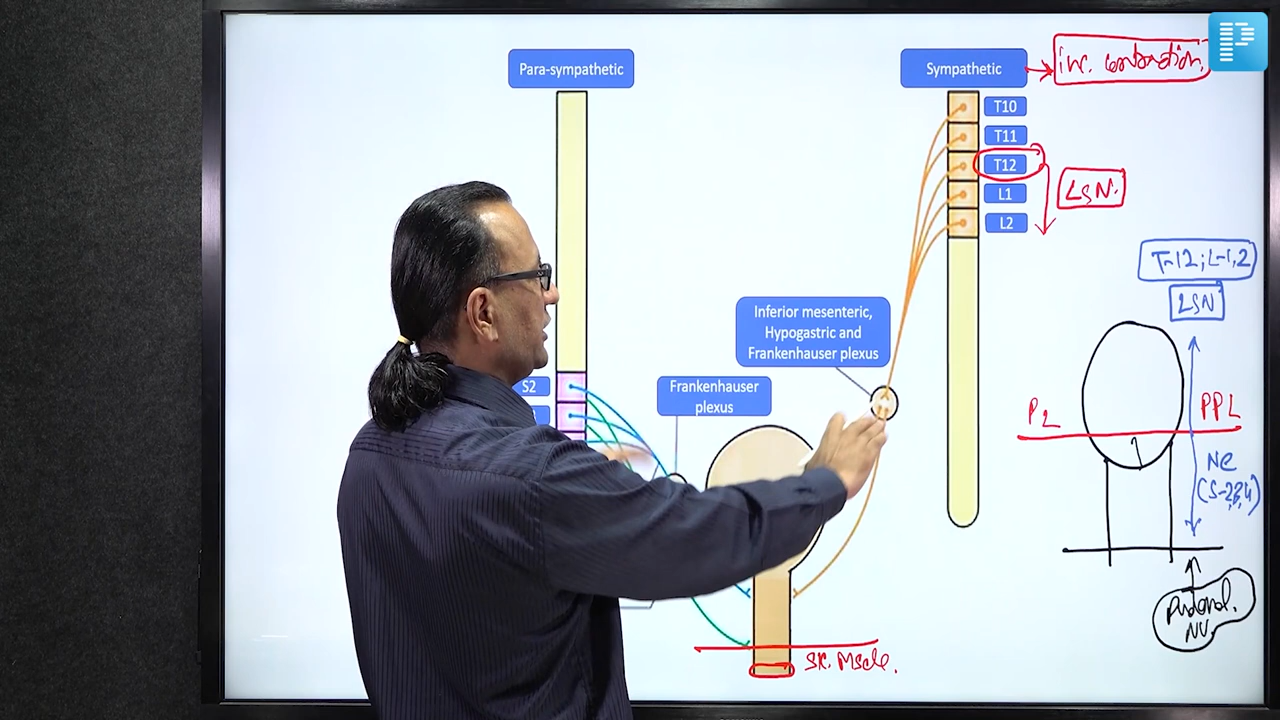 Para-sympathetic
Sympathetic
inc. contraction.
T10
T11
T12
L1
L2
LSN.
T-12; L-1,2
LSN
Inferior mesenteric,
Hypogastric and
Frankenhauser plexus
S2
Frankenhauser
plexus
PL
PPL
NE
(S-2,3,4)
Pudendal.
NV.
SK. Mscle.
P